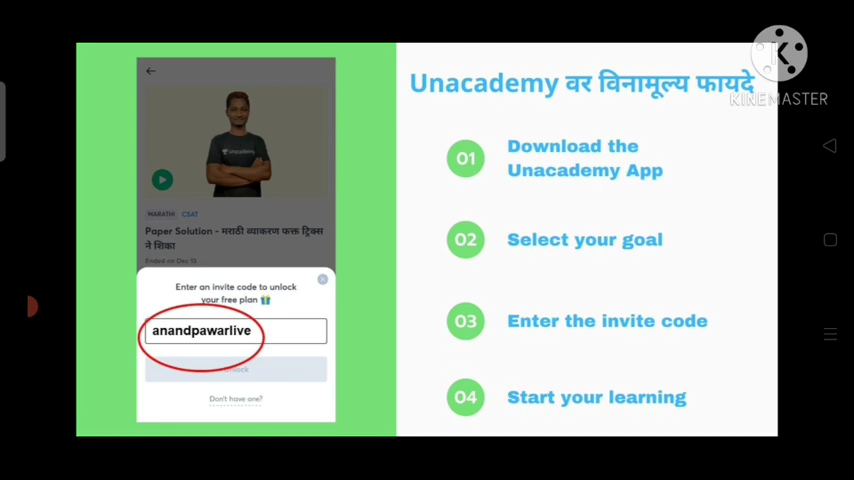 Unacademy वर विनामूल्य फायदे
KINEMASTER
unacademy
MARATHI CSAT
Paper Solution - मराठी व्याकरण फक्त ट्रिक्स
ने शिका
Ended on Dec 13
Enter an invite code to unlock
your free plan
anandpawarlive
Don't have one?
01
Download the
Unacademy App
02
Select your goal
03
Enter the invite code
04
Start your learning